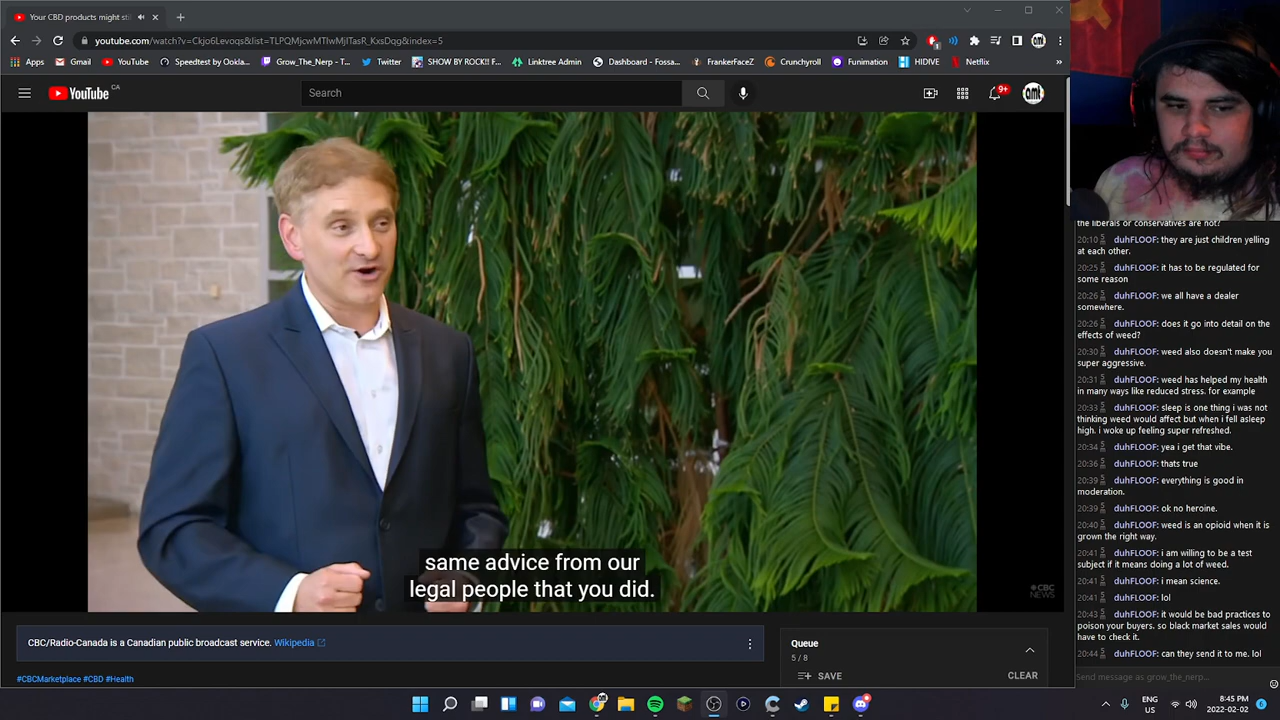 Your CBD products might still
youtube.com/watch?v=Ckjo6Levoqs&list=TLPQMjcwMTIwMjITasR_KxsDqg&index=5
Apps Gmail YouTube Speedtest by Ookla... Grow_The_Nerp - T... Twitter SHOW BY ROCK!! F... Linktree Admin Dashboard - Fossa... FrankerFaceZ Crunchyroll Funimation HIDIVE Netflix »
YouTube CA
Search
9+
amt
same advice from our
legal people that you did.
CBC
NEWS
CBC/Radio-Canada is a Canadian public broadcast service. Wikipedia
#CBCMarketplace #CBD #Health
Queue
5 / 8
SAVE CLEAR
the liberals or conservatives are not?
20:10 duhFLOOF: they are just children yelling
at each other.
20:25 duhFLOOF: it has to be regulated for
some reason
20:26 duhFLOOF: we all have a dealer
somewhere.
20:26 duhFLOOF: does it go into detail on the
effects of weed?
20:30 duhFLOOF: weed also doesn't make you
super aggressive.
20:31 duhFLOOF: weed has helped my health
in many ways like reduced stress. for example
20:33 duhFLOOF: sleep is one thing i was not
thinking weed would affect but when i fell asleep
high. i woke up feeling super refreshed.
20:34 duhFLOOF: yea i get that vibe.
20:36 duhFLOOF: thats true
20:39 duhFLOOF: everything is good in
moderation.
20:39 duhFLOOF: ok no heroine.
20:40 duhFLOOF: weed is an opioid when it is
grown the right way.
20:41 duhFLOOF: i am willing to be a test
subject if it means doing a lot of weed.
20:41 duhFLOOF: i mean science.
20:41 duhFLOOF: lol
20:43 duhFLOOF: it would be bad practices to
poison your buyers. so black market sales would
have to check it.
20:44 duhFLOOF: can they send it to me. lol
Send message as grow_the_nerp...
ENG
US
8:45 PM
2022-02-02
6